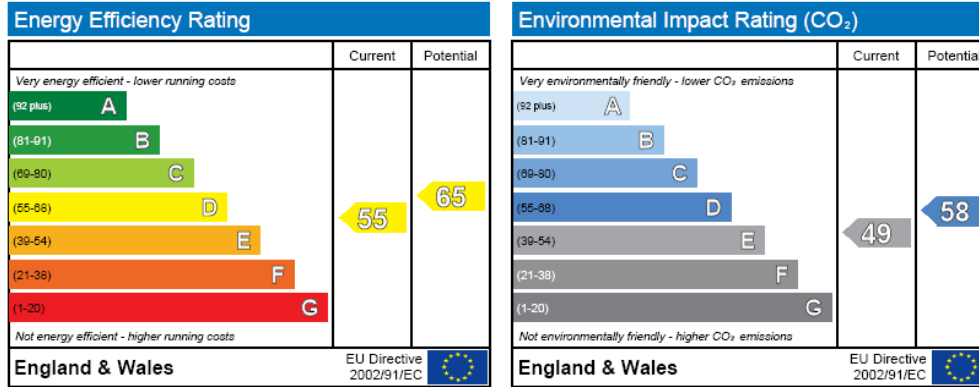 Energy Efficiency Rating
Current Potential
Very energy efficient - lower running costs
(92 plus) A
(81-91) B
(69-80) C
(55-68) D
(39-54) E
(21-38) F
(1-20) G
55
65
Not energy efficient - higher running costs
England & Wales
EU Directive
2002/91/EC
Environmental Impact Rating (CO₂)
Current Potential
Very environmentally friendly - lower CO₂ emissions
(92 plus) A
(81-91) B
(69-80) C
(55-68) D
(39-54) E
(21-38) F
(1-20) G
49
58
Not environmentally friendly - higher CO₂ emissions
England & Wales
EU Directive
2002/91/EC